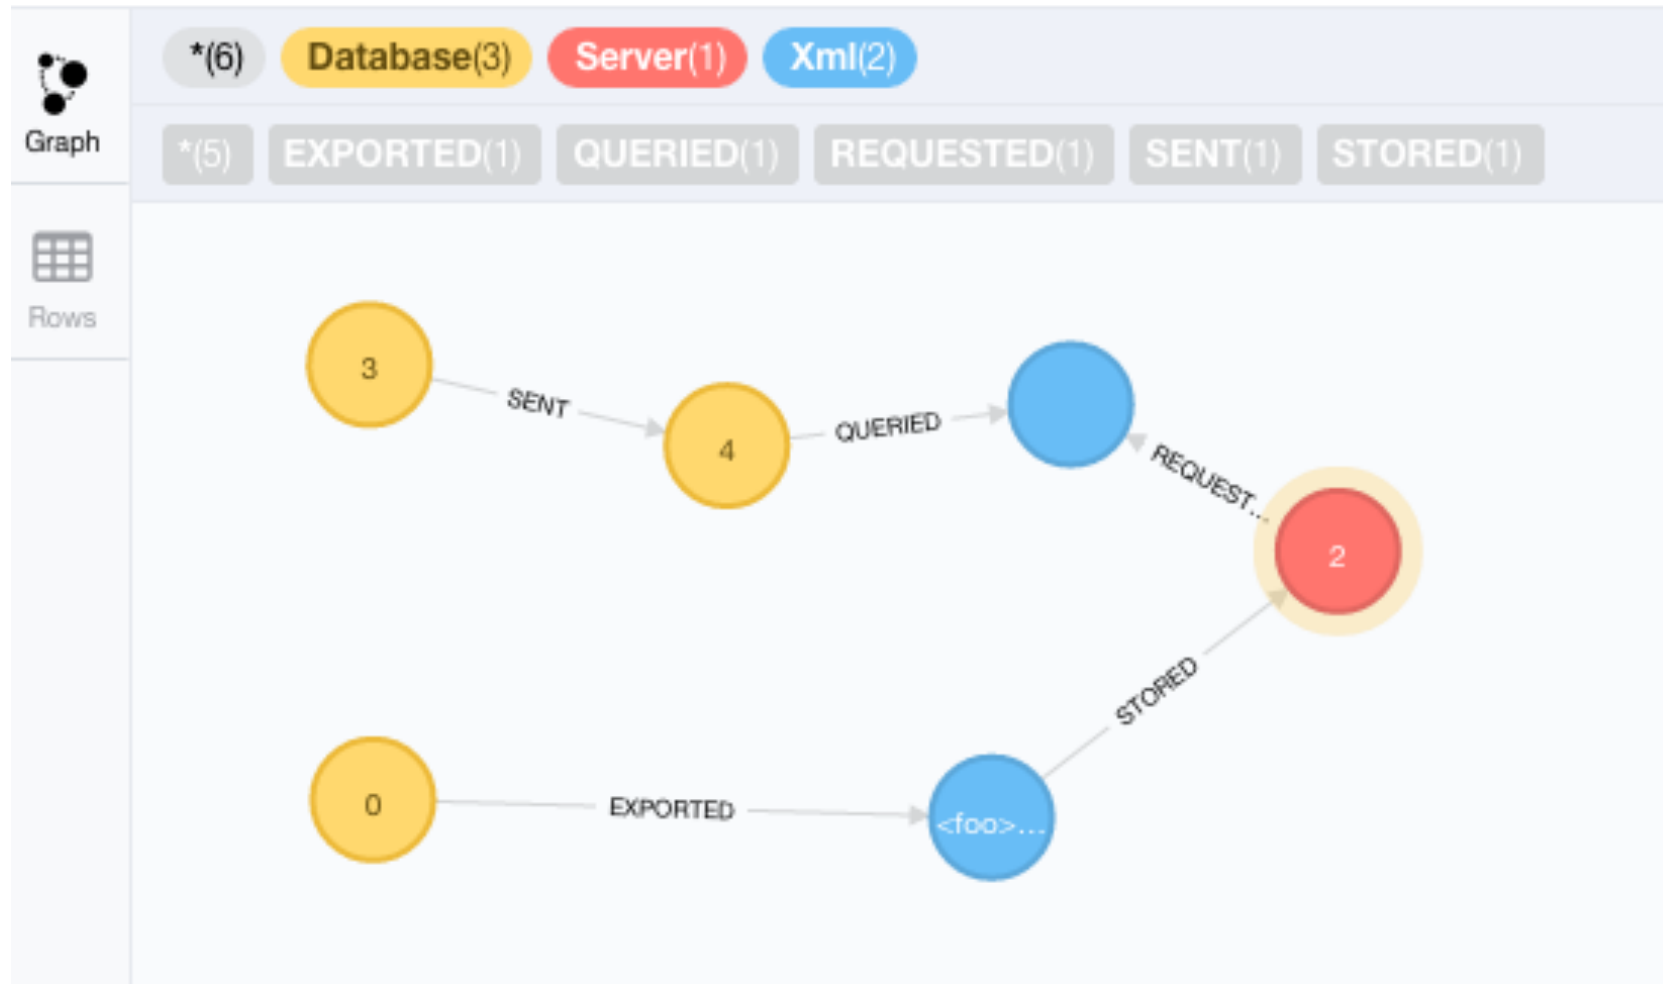 *(6) Database(3) Server(1) Xml(2)
Graph
*(5) EXPORTED(1) QUERIED(1) REQUESTED(1) SENT(1) STORED(1)
Rows
3
SENT
4
QUERIED
REQUEST...
2
STORED
0
EXPORTED
<foo>...